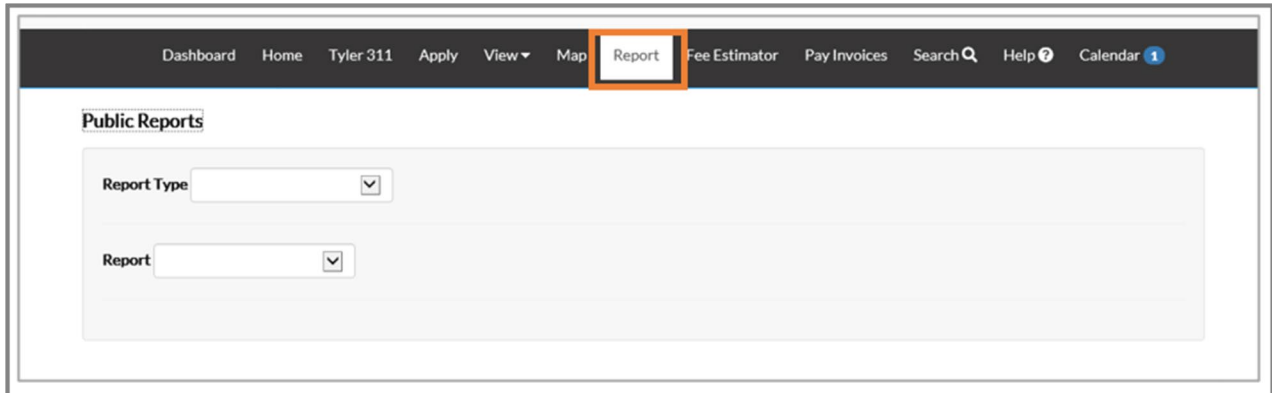 Dashboard Home Tyler 311 Apply View Map Report Fee Estimator Pay Invoices Search Help ? Calendar 1
Public Reports
Report Type
Report